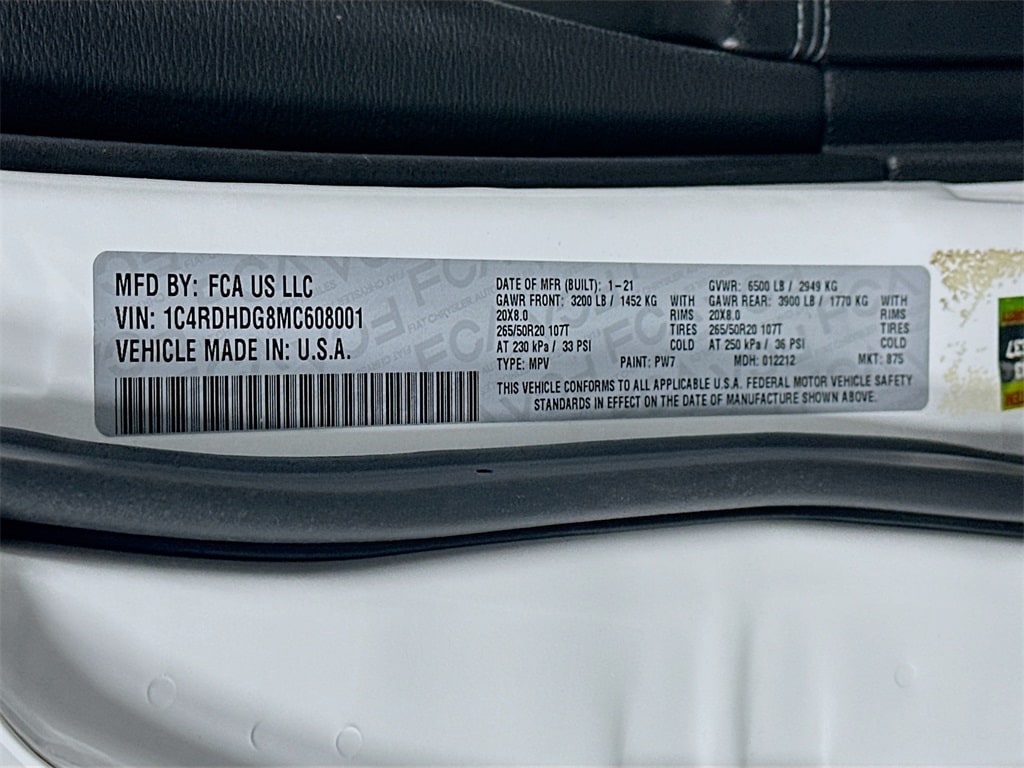 MFD BY: FCA US LLC
VIN: 1C4RDHDG8MC608001
VEHICLE MADE IN: U.S.A.
DATE OF MFR (BUILT): 1-21 GVWR: 6500 LB / 2949 KG
GAWR FRONT: 3200 LB / 1452 KG WITH GAWR REAR: 3900 LB / 1770 KG WITH
20X8.0 RIMS 20X8.0 RIMS
265/50R20 107T TIRES 265/50R20 107T TIRES
AT 230 kPa / 33 PSI COLD AT 250 kPa / 36 PSI COLD
TYPE: MPV PAINT: PW7 MDH: 012212 MKT: 875
THIS VEHICLE CONFORMS TO ALL APPLICABLE U.S.A. FEDERAL MOTOR VEHICLE SAFETY
STANDARDS IN EFFECT ON THE DATE OF MANUFACTURE SHOWN ABOVE.